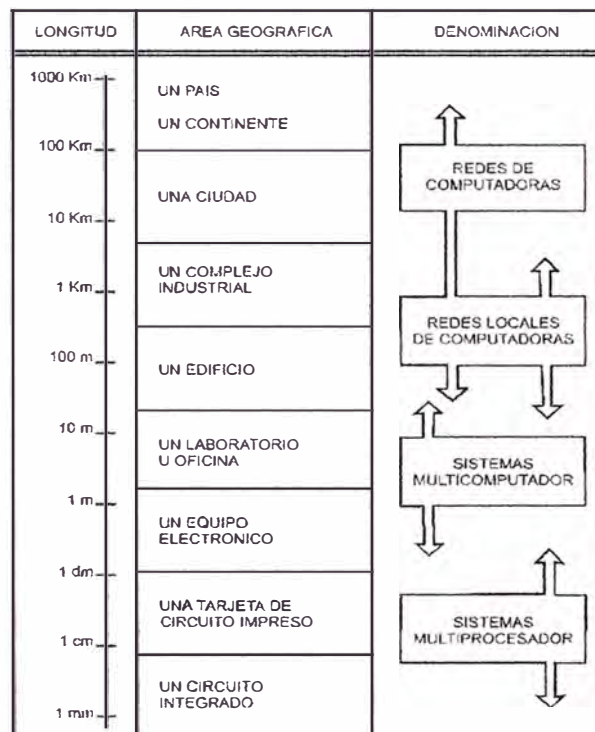 LONGITUD
AREA GEOGRAFICA
DENOMINACION
1000 Km
UN PAIS
UN CONTINENTE
100 Km
REDES DE
COMPUTADORAS
UNA CIUDAD
10 Km
UN COMPLEJO
INDUSTRIAL
1 Km
REDES LOCALES
DE COMPUTADORAS
100 m
UN EDIFICIO
10 m
UN LABORATORIO
U OFICINA
SISTEMAS
MULTICOMPUTADOR
1 m
UN EQUIPO
ELECTRONICO
1 dm
UNA TARJETA DE
CIRCUITO IMPRESO
SISTEMAS
MULTIPROCESADOR
1 cm
UN CIRCUITO
INTEGRADO
1 mm